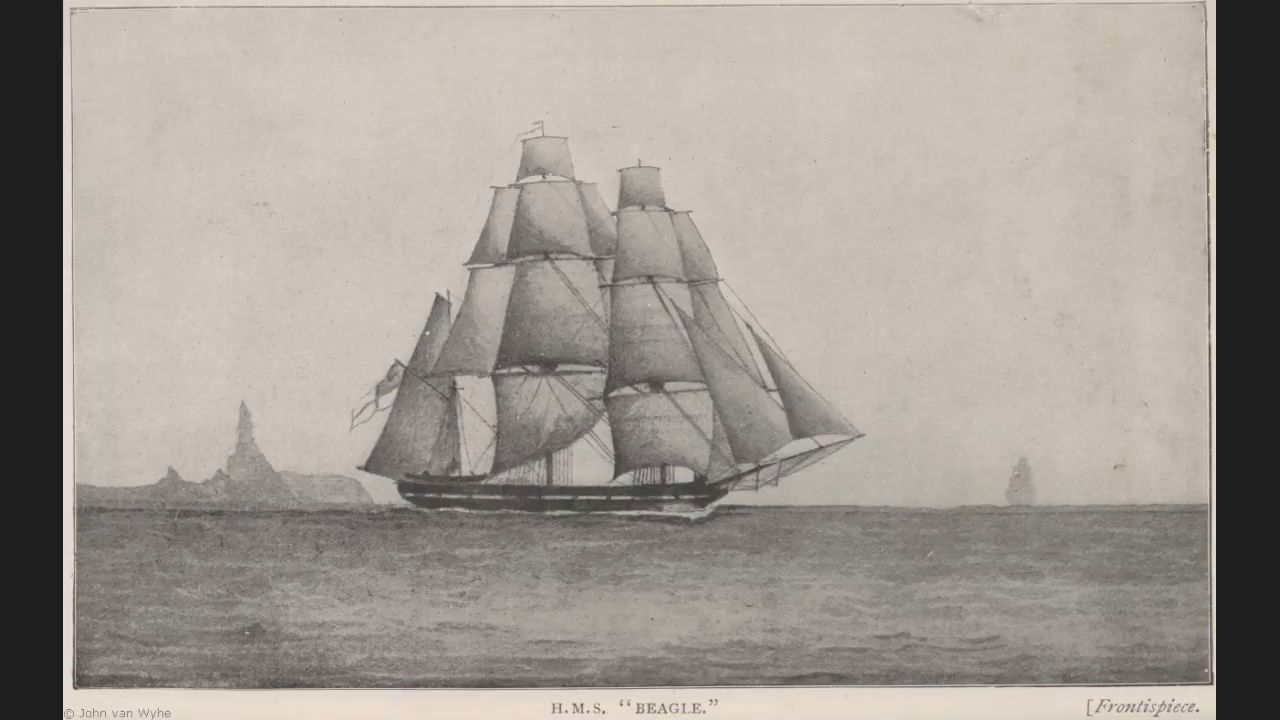 H.M.S. “BEAGLE.”
[Frontispiece.
© John van Wyhe